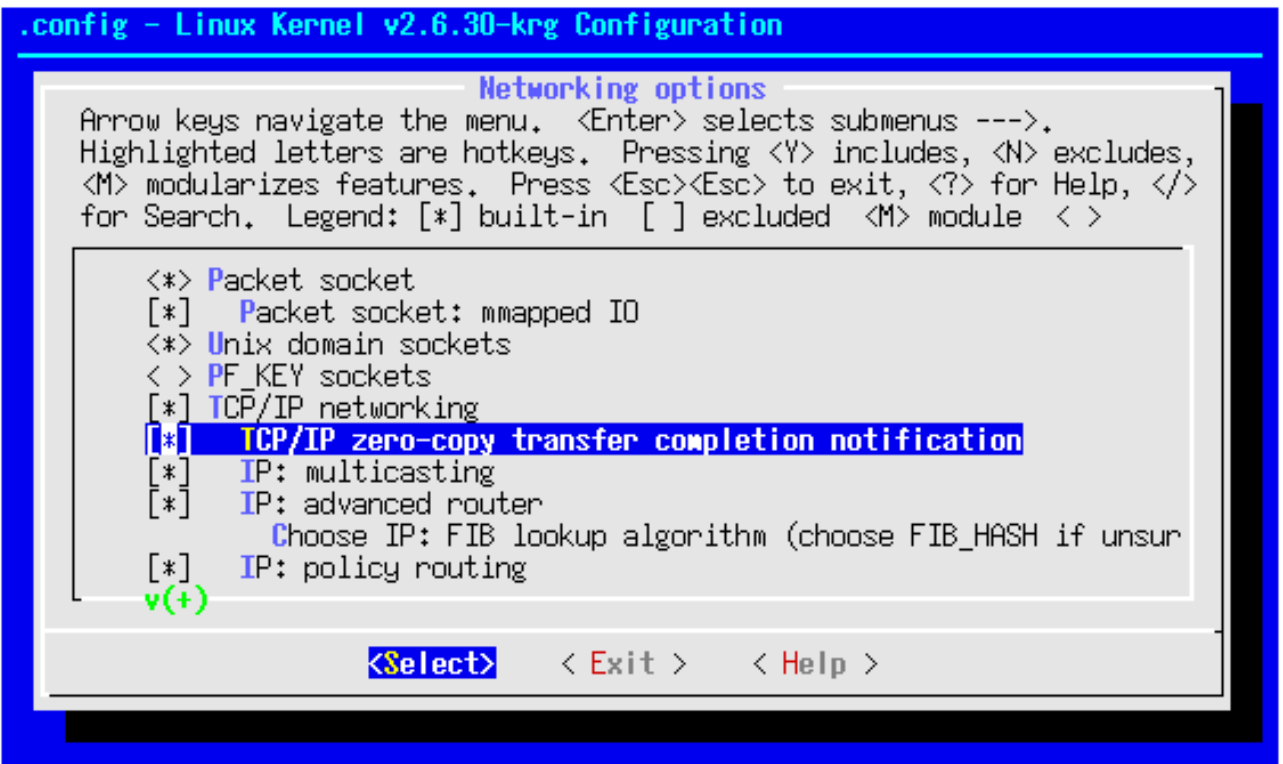 .config - Linux Kernel v2.6.30-krg Configuration
Networking options
Arrow keys navigate the menu. <Enter> selects submenus --->.
Highlighted letters are hotkeys. Pressing <Y> includes, <N> excludes,
<M> modularizes features. Press <Esc><Esc> to exit, <?> for Help, </>
for Search. Legend: [*] built-in [ ] excluded <M> module < >
<*> Packet socket
[*] Packet socket: mmapped IO
<*> Unix domain sockets
< > PF_KEY sockets
[*] TCP/IP networking
[*] TCP/IP zero-copy transfer completion notification
[*] IP: multicasting
[*] IP: advanced router
Choose IP: FIB lookup algorithm (choose FIB_HASH if unsur
[*] IP: policy routing
v(+)
<Select> < Exit > < Help >